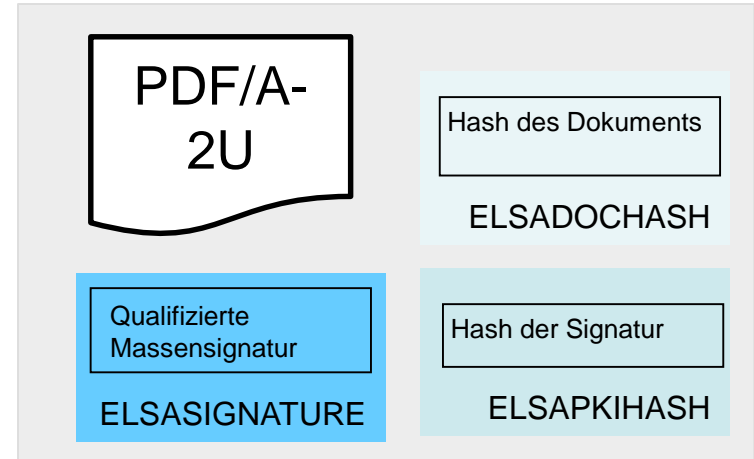 PDF/A-
2U
Hash des Dokuments
ELSADOCHASH
Qualifizierte
Massensignatur
ELSASIGNATURE
Hash der Signatur
ELSAPKIHASH